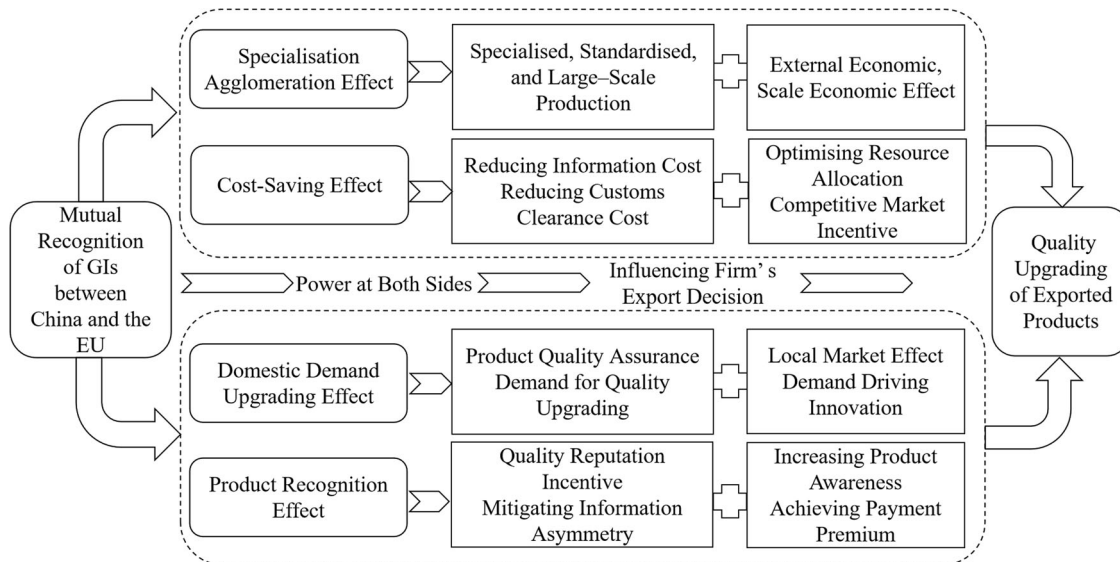 Specialisation
Agglomeration Effect
Specialised, Standardised,
and Large–Scale
Production
External Economic,
Scale Economic Effect
Cost-Saving Effect
Reducing Information Cost
Reducing Customs
Clearance Cost
Optimising Resource
Allocation
Competitive Market
Incentive
Mutual
Recognition
of GIs
between
China and the
EU
Power at Both Sides
Influencing Firm’s
Export Decision
Quality
Upgrading
of Exported
Products
Domestic Demand
Upgrading Effect
Product Quality Assurance
Demand for Quality
Upgrading
Local Market Effect
Demand Driving
Innovation
Product Recognition
Effect
Quality Reputation
Incentive
Mitigating Information
Asymmetry
Increasing Product
Awareness
Achieving Payment
Premium